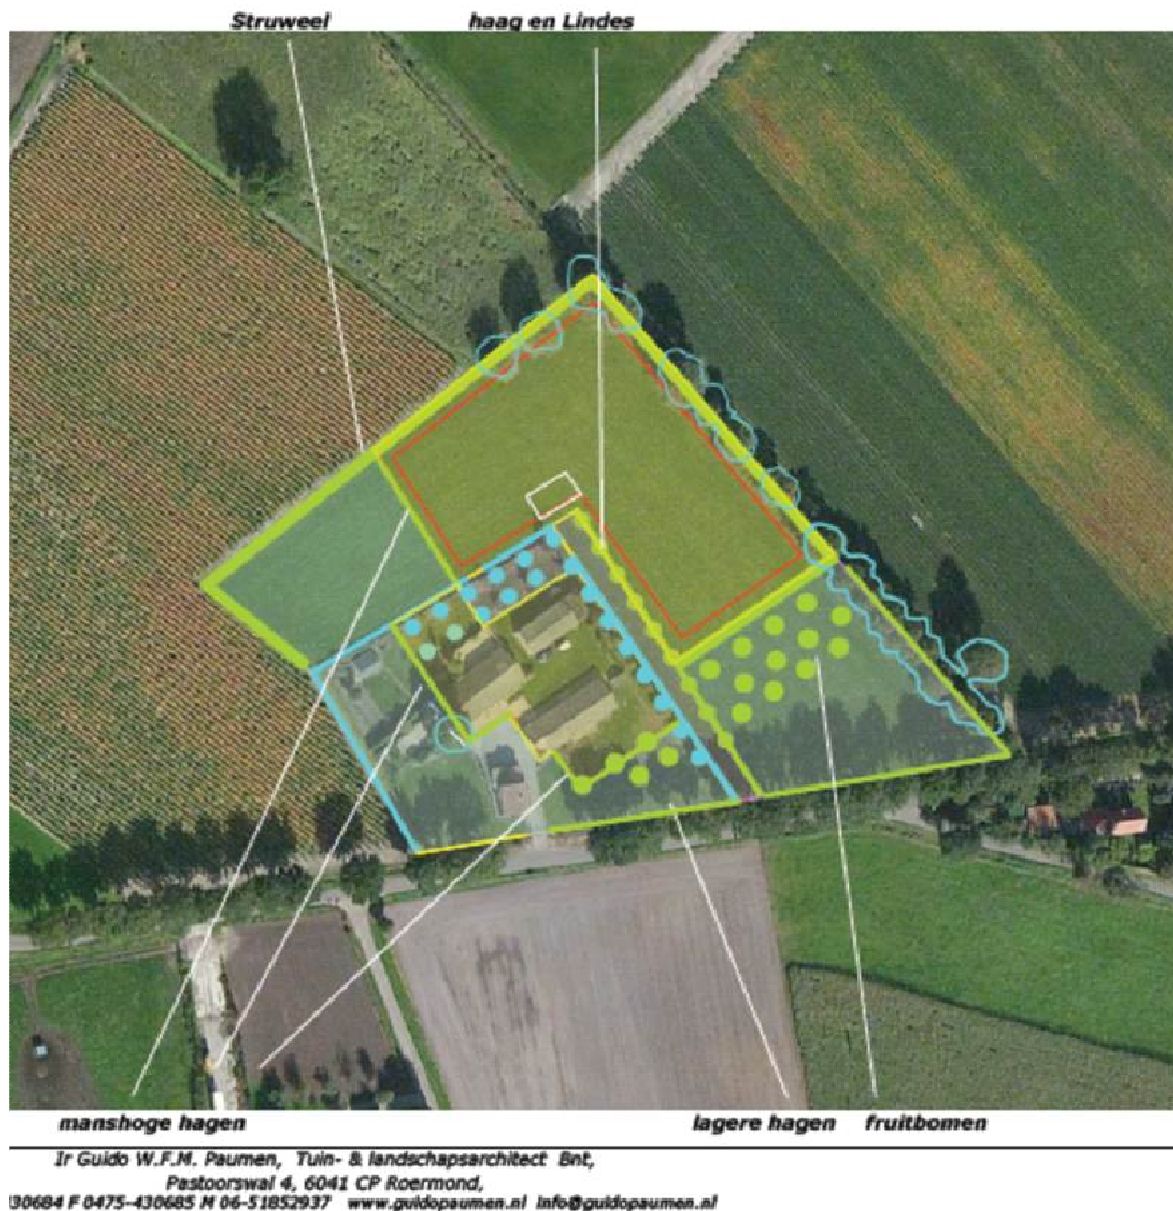 Struweel haag en Lindes
manshoge hagen lagere hagen fruitbomen
Ir Guido W.F.M. Paumen, Tuin- & landschapsarchitect Bnt,
Pastoorswal 4, 6041 CP Roermond,
30684 F 0475-430685 M 06-51852937 www.guidopaumen.nl info@guidopaumen.nl